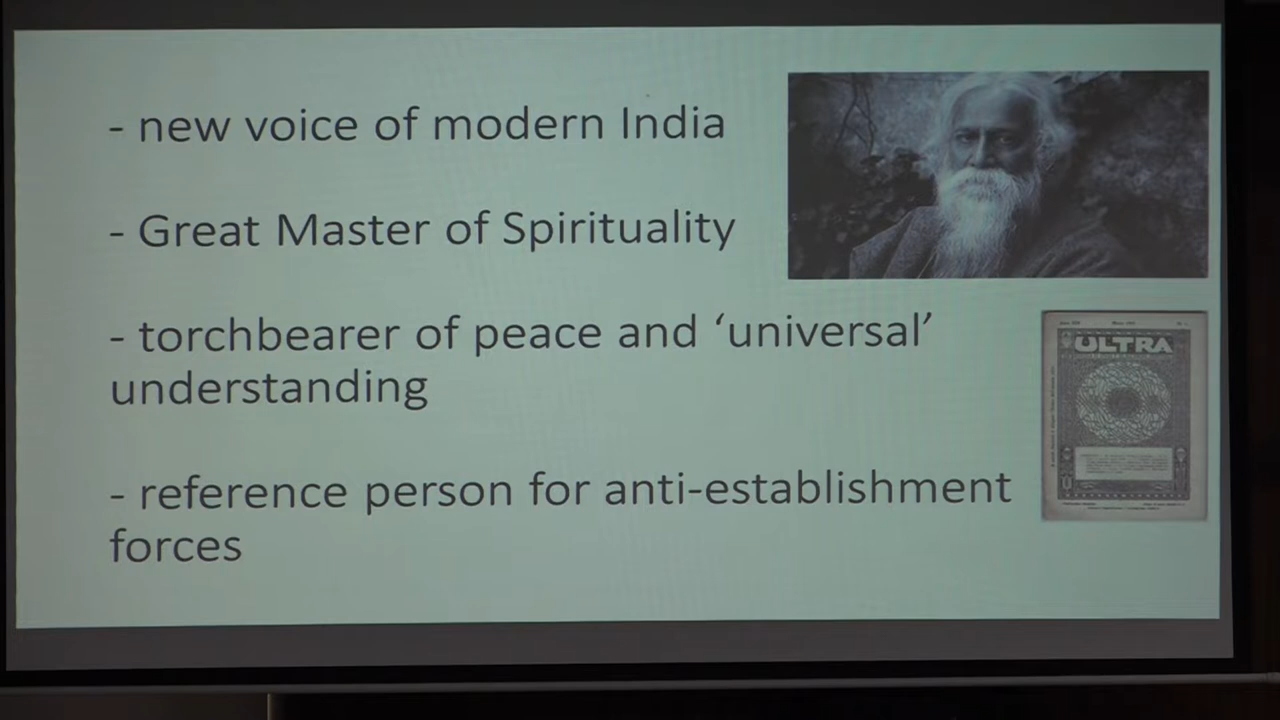 - new voice of modern India
- Great Master of Spirituality
- torchbearer of peace and ‘universal’
understanding
- reference person for anti-establishment
forces
ULTRA